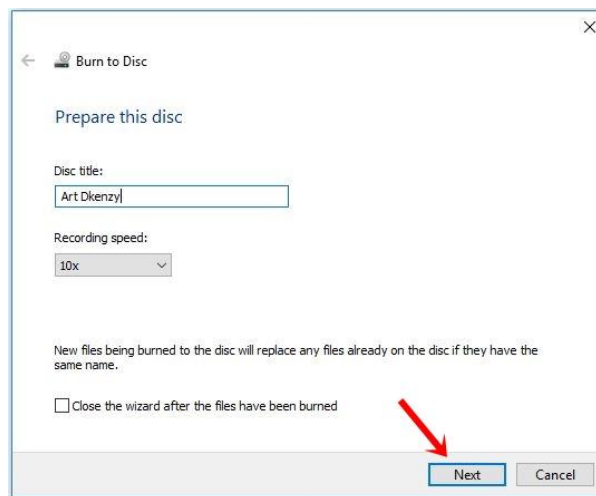 Burn to Disc
Prepare this disc
Disc title:
Art Dkenzy
Recording speed:
10x
New files being burned to the disc will replace any files already on the disc if they have the
same name.
Close the wizard after the files have been burned
Next
Cancel